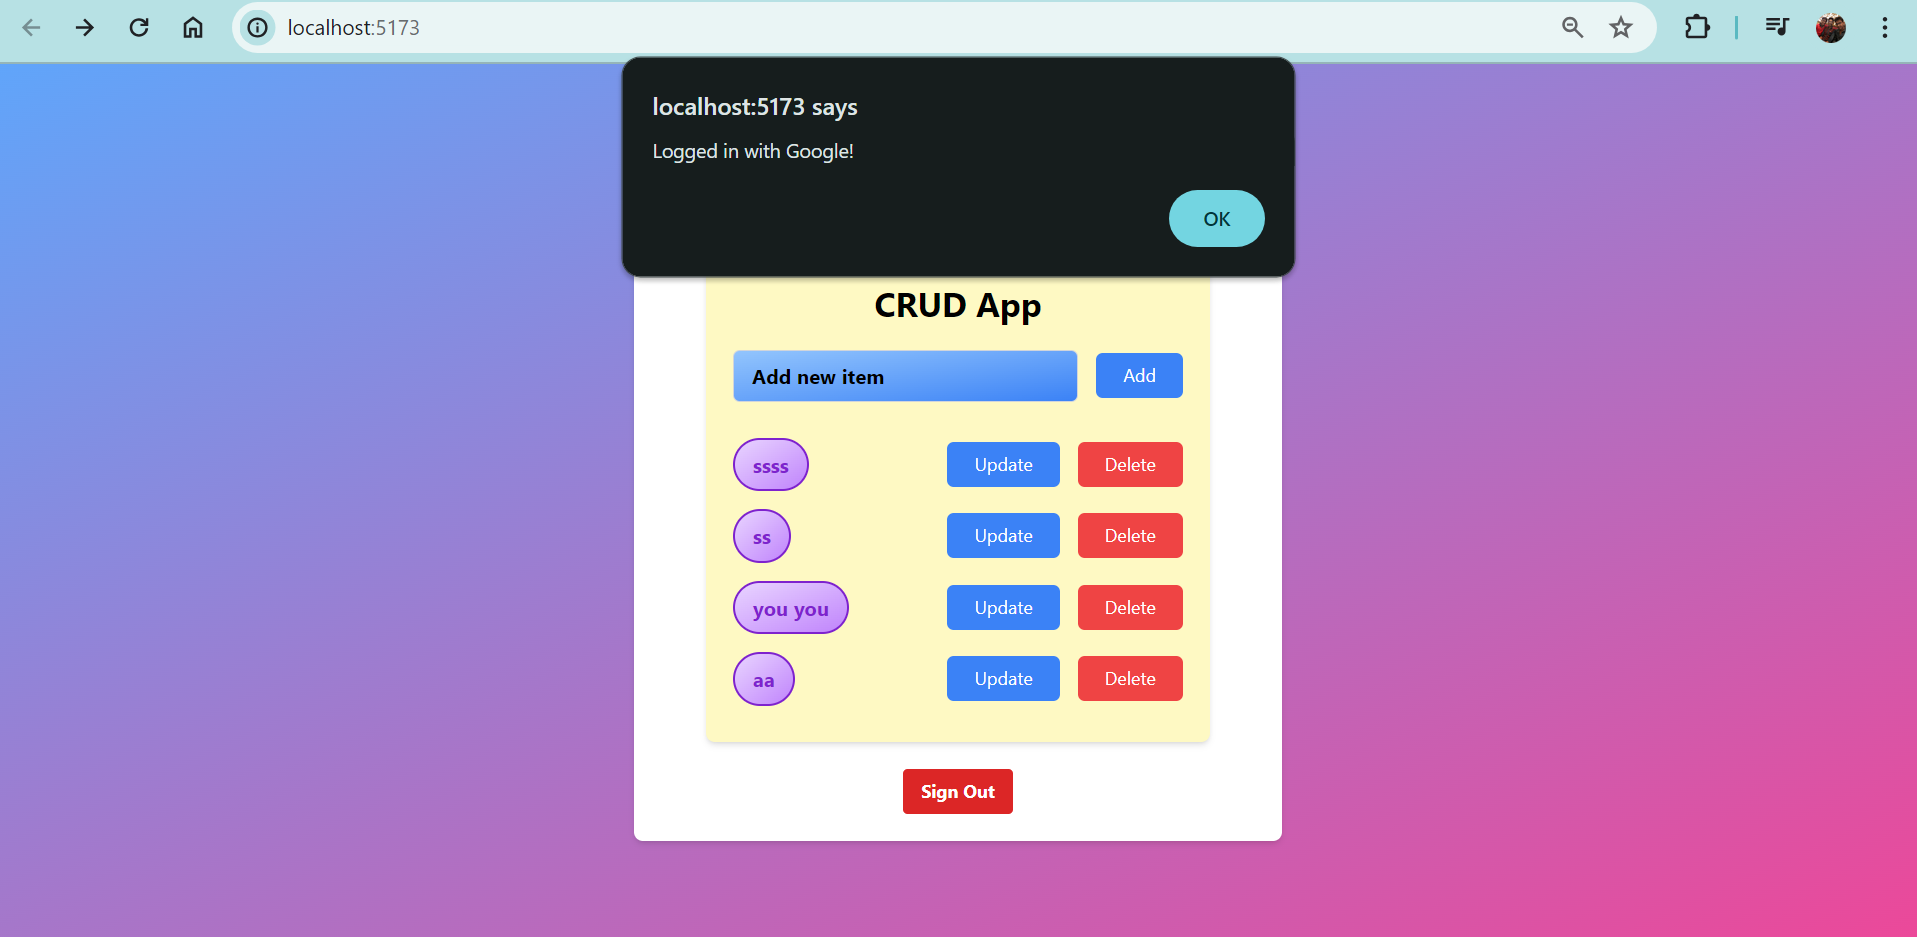 localhost:5173
localhost:5173 says
Logged in with Google!
OK
CRUD App
Add new item Add
ssss Update Delete
ss Update Delete
you you Update Delete
aa Update Delete
Sign Out